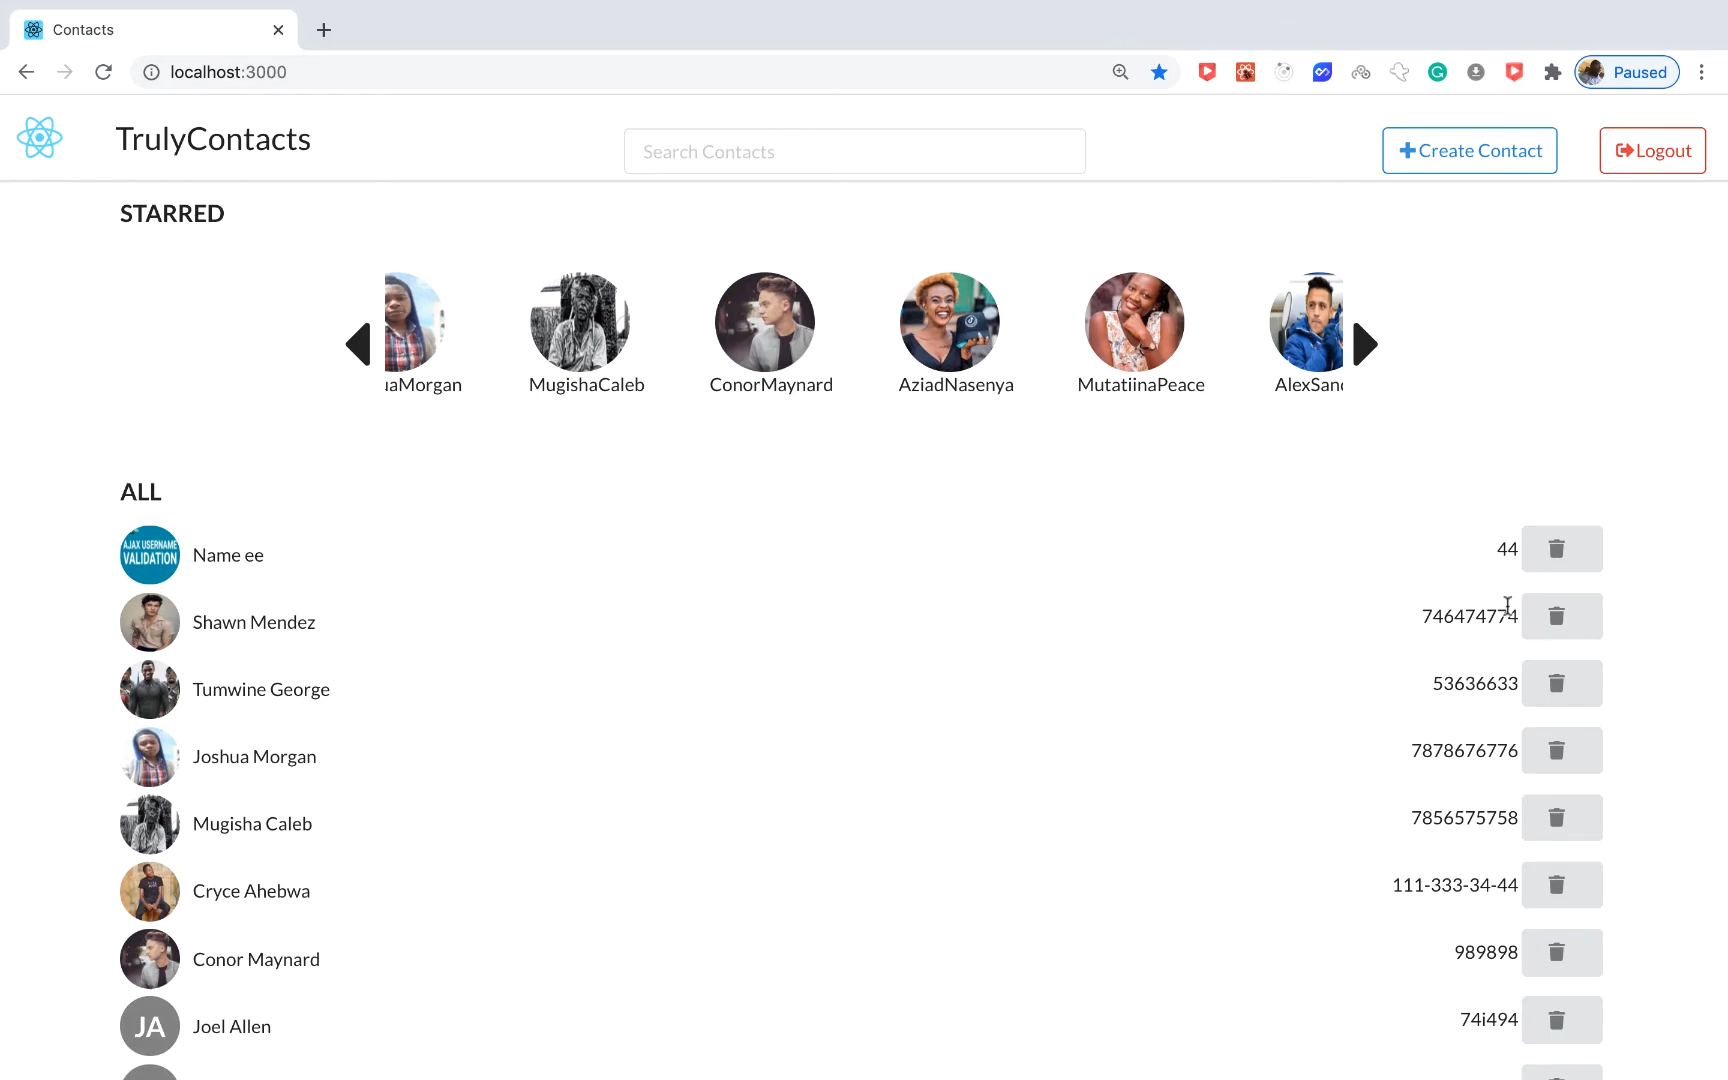 Contacts
localhost:3000
Paused
TrulyContacts
Search Contacts
Create Contact
Logout
STARRED
uaMorgan
MugishaCaleb
ConorMaynard
AziadNasenya
MutatiinaPeace
AlexSanc
ALL
AJAX USERNAME
VALIDATION
Name ee
44
Shawn Mendez
746474774
Tumwine George
53636633
Joshua Morgan
7878676776
Mugisha Caleb
7856575758
Cryce Ahebwa
111-333-34-44
Conor Maynard
989898
JA
Joel Allen
74i494